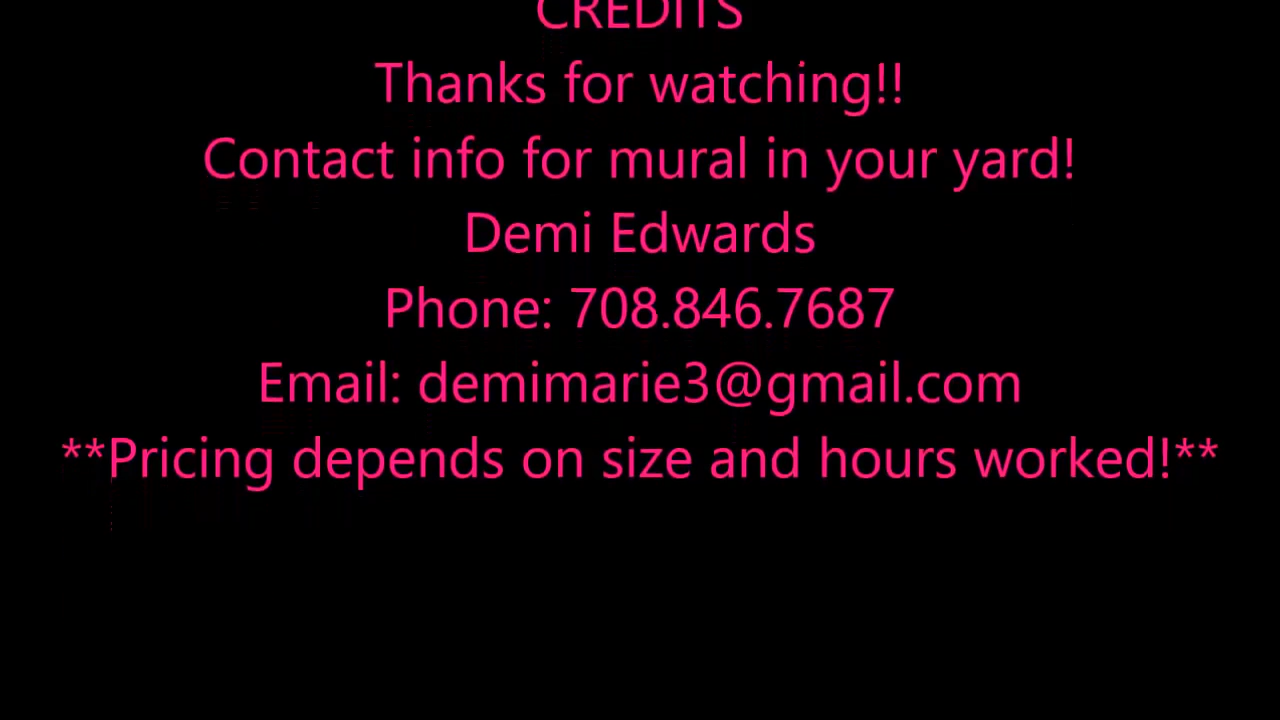 CREDITS
Thanks for watching!!
Contact info for mural in your yard!
Demi Edwards
Phone: 708.846.7687
Email: demimarie3@gmail.com
**Pricing depends on size and hours worked!**